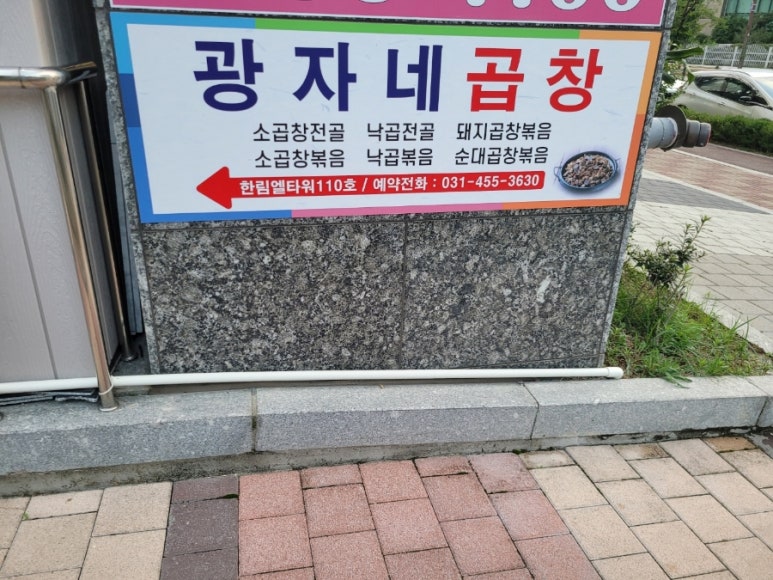 광자네곱창
소곱창전골 낙곱전골 돼지곱창볶음
소곱창볶음 낙곱볶음 순대곱창볶음
한림엘타워110호 / 예약전화 : 031-455-3630